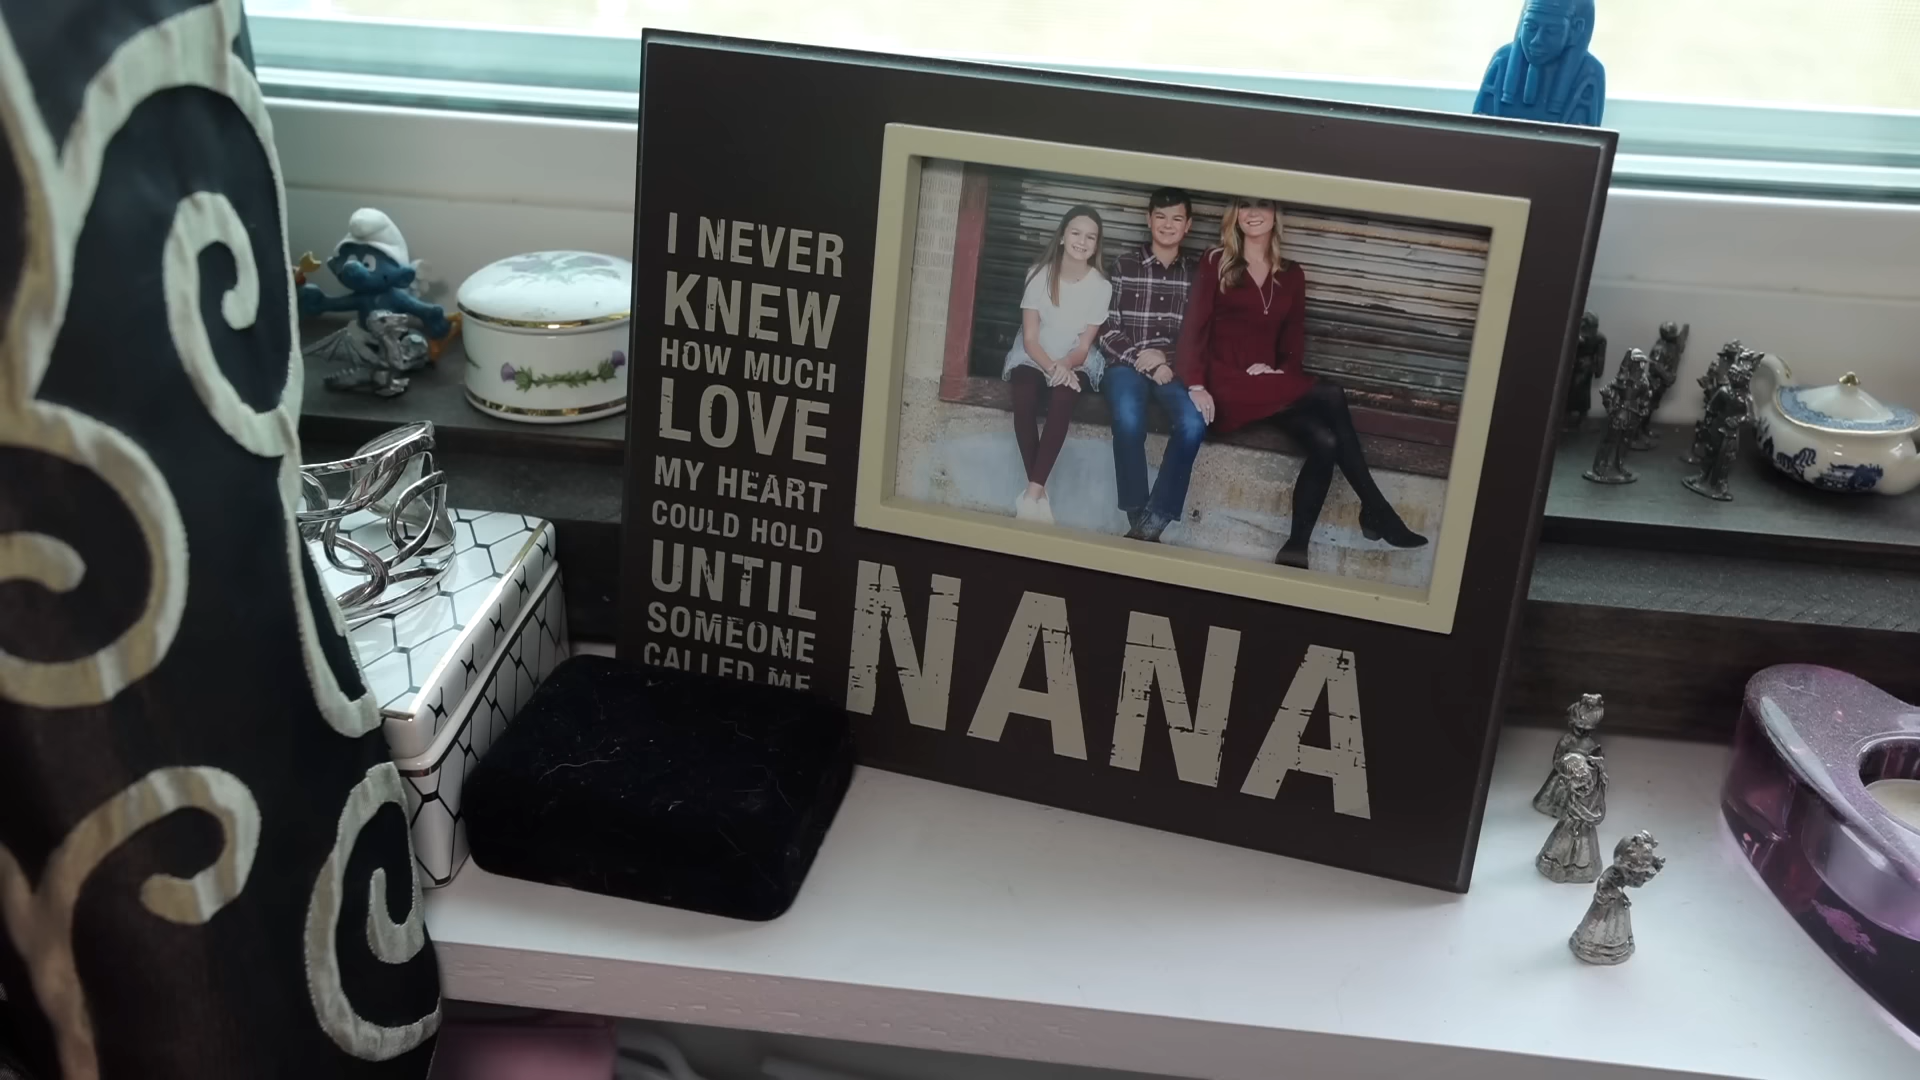 I NEVER
KNEW
HOW MUCH
LOVE
MY HEART
COULD HOLD
UNTIL
SOMEONE
CALLED ME
NANA